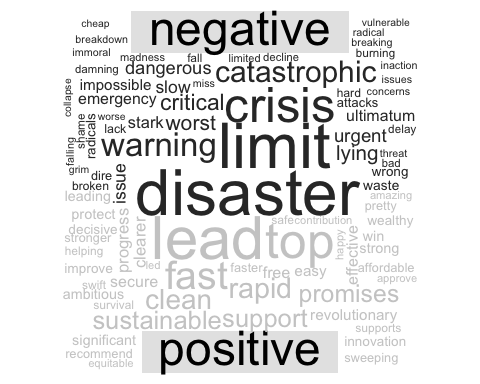 negative
cheap
vulnerable
radical
breakdown
breaking
immoral
madness
fall
limited
decline
burning
damning
dangerous
catastrophic
inaction
impossible
slow
miss
issues
collapse
emergency
critical
crisis
hard
concerns
attacks
ultimatum
shame
radicals
worse
lack
stark
worst
limit
urgent
delay
falling
warning
lying
threat
bad
grim
dire
wrong
broken
issue
disaster
waste
leading
amazing
pretty
protect
progress
clearer
lead
top
safe
contribution
wealthy
decisive
stronger
happy
effective
win
helping
strong
improve
led
fast
faster
free
easy
affordable
swift
secure
rapid
approve
ambitious
survival
clean
promises
sustainable
support
revolutionary
supports
significant
innovation
recommend
equitable
sweeping
positive